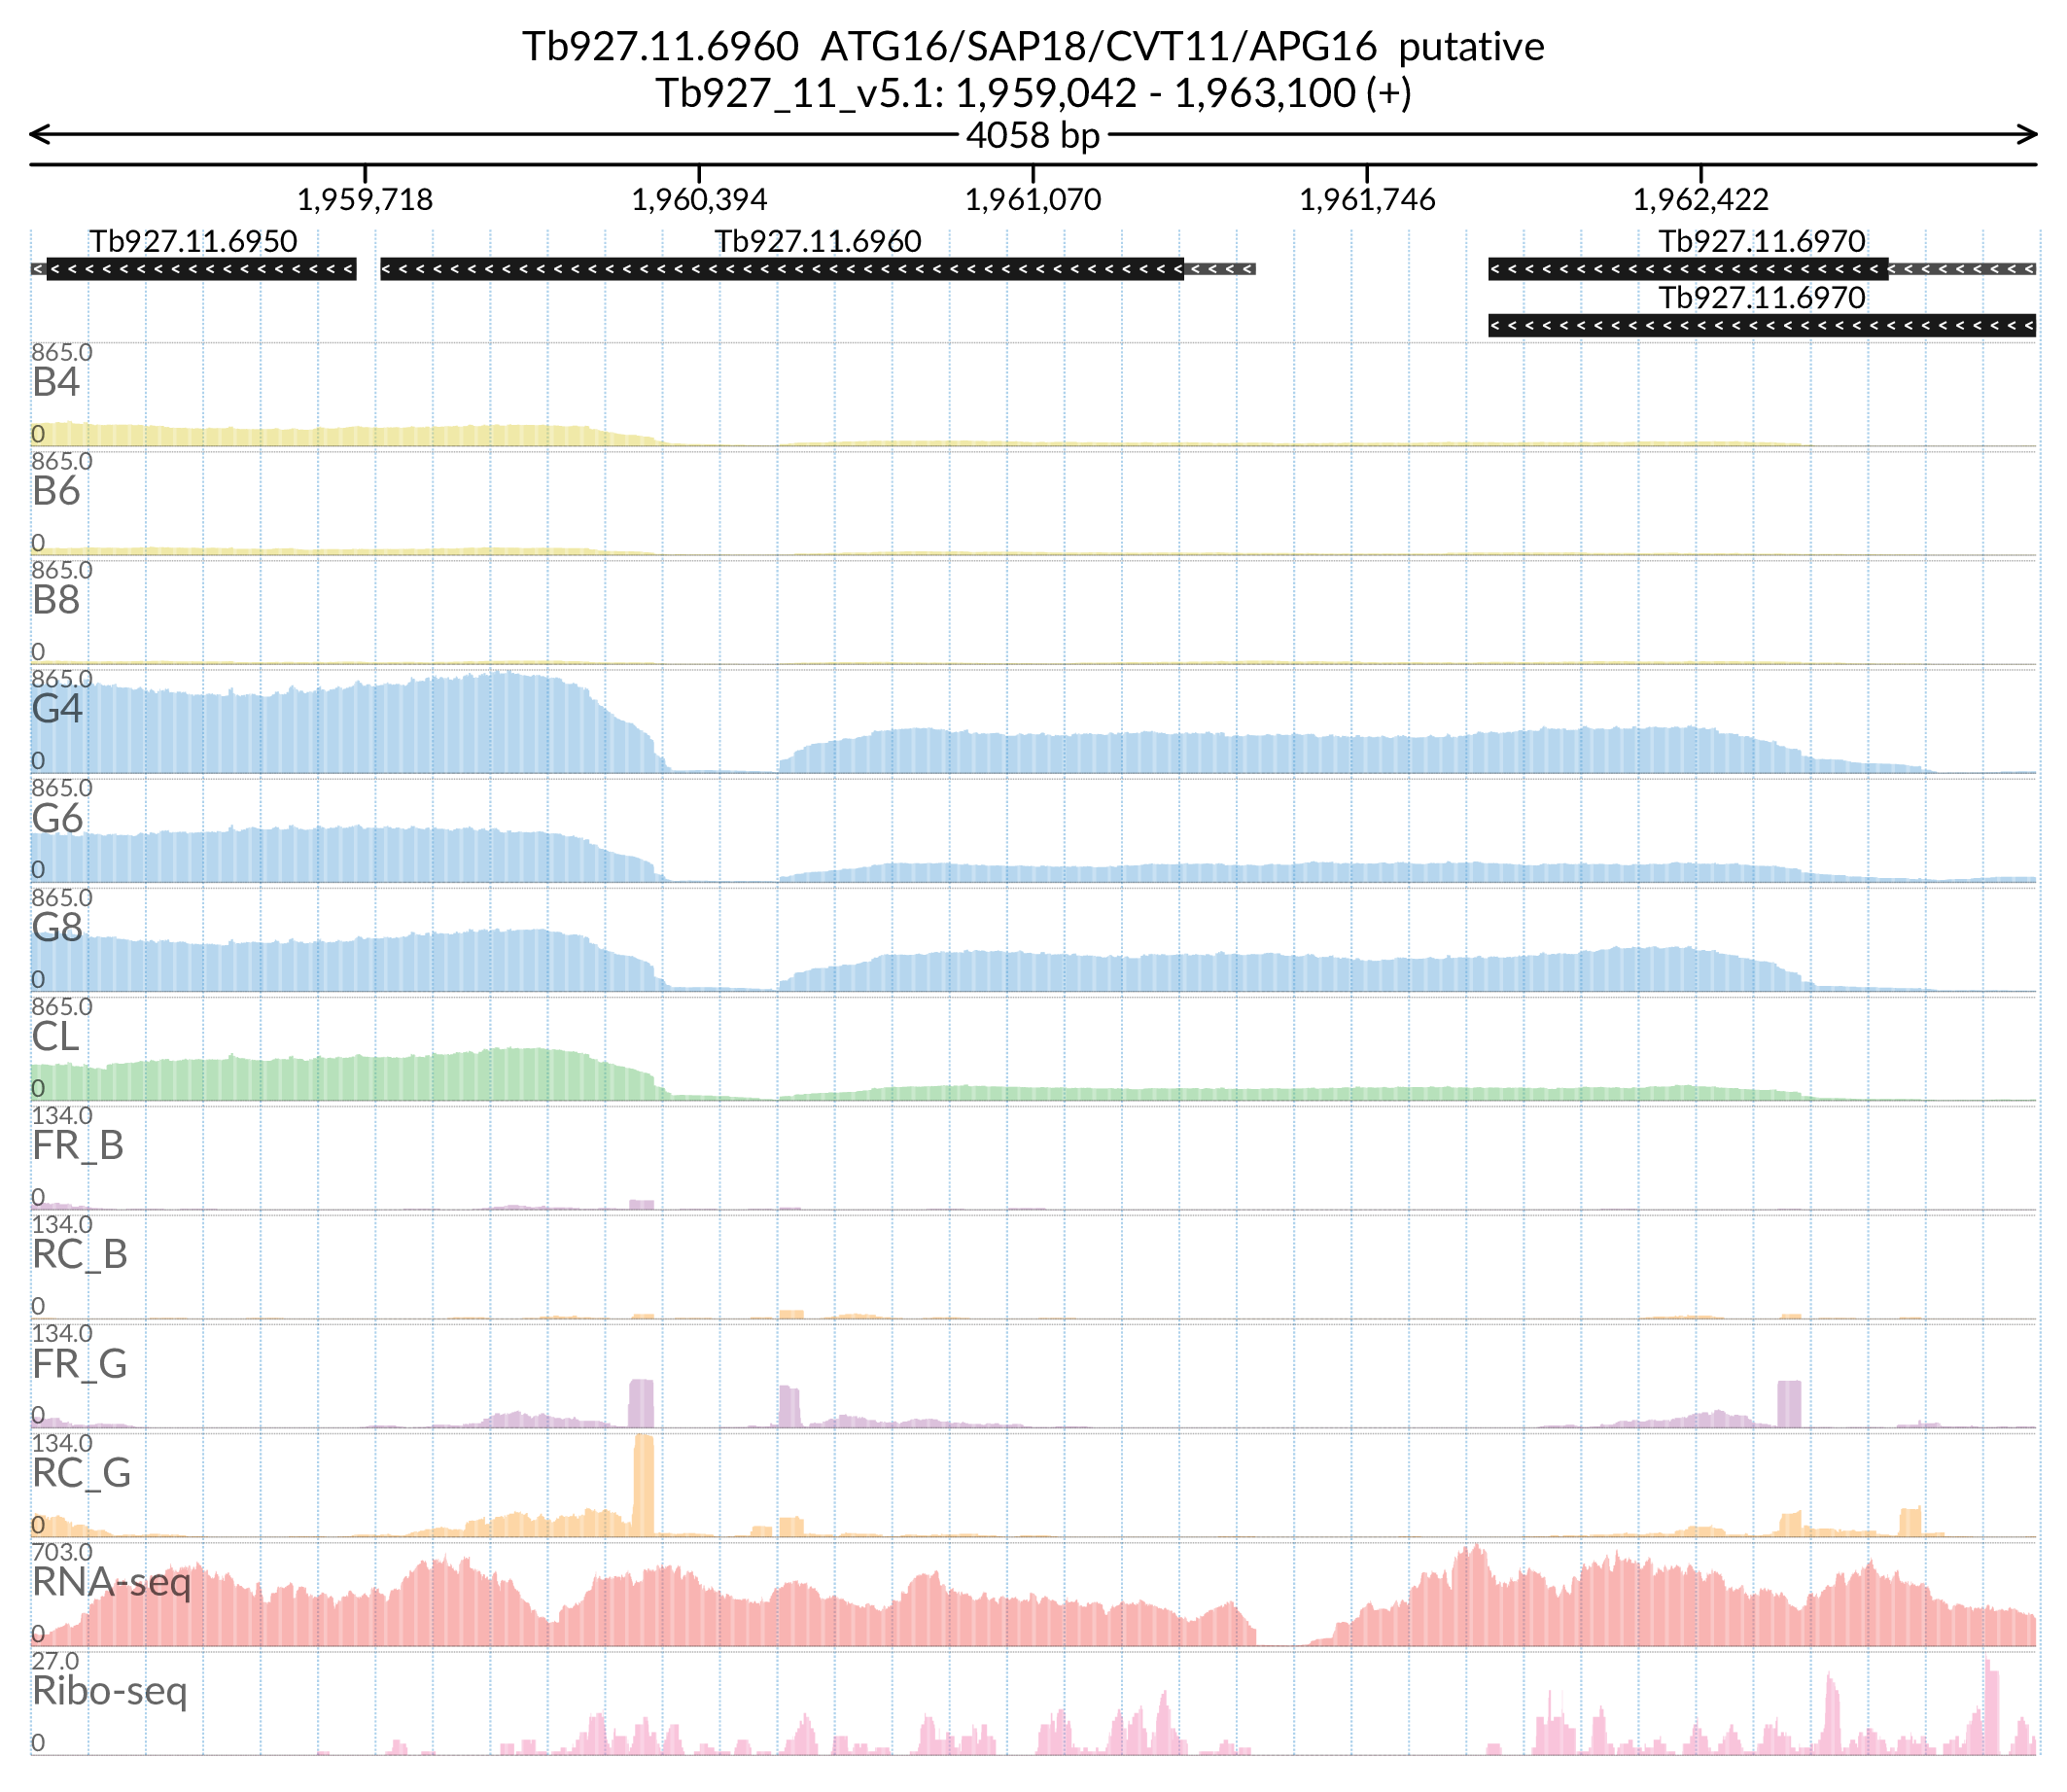 Tb927.11.6960 ATG16/SAP18/CVT11/APG16 putative
Tb927_11_v5.1: 1,959,042 - 1,963,100 (+)
4058 bp
1,959,718 1,960,394 1,961,070 1,961,746 1,962,422
Tb927.11.6950 Tb927.11.6960 Tb927.11.6970
Tb927.11.6970
865.0
B4
0
865.0
B6
0
865.0
B8
0
865.0
G4
0
865.0
G6
0
865.0
G8
0
865.0
CL
0
134.0
FR_B
0
134.0
RC_B
0
134.0
FR_G
0
134.0
RC_G
0
703.0
RNA-seq
0
27.0
Ribo-seq
0